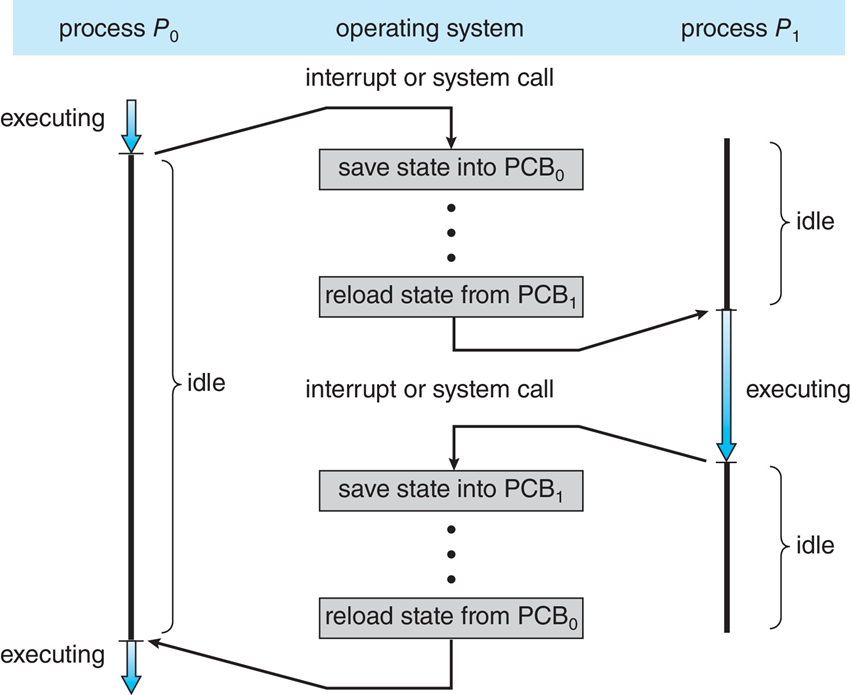 process P₀ operating system process P₁
interrupt or system call
executing
save state into PCB₀
idle
reload state from PCB₁
idle
interrupt or system call
executing
save state into PCB₁
idle
reload state from PCB₀
executing